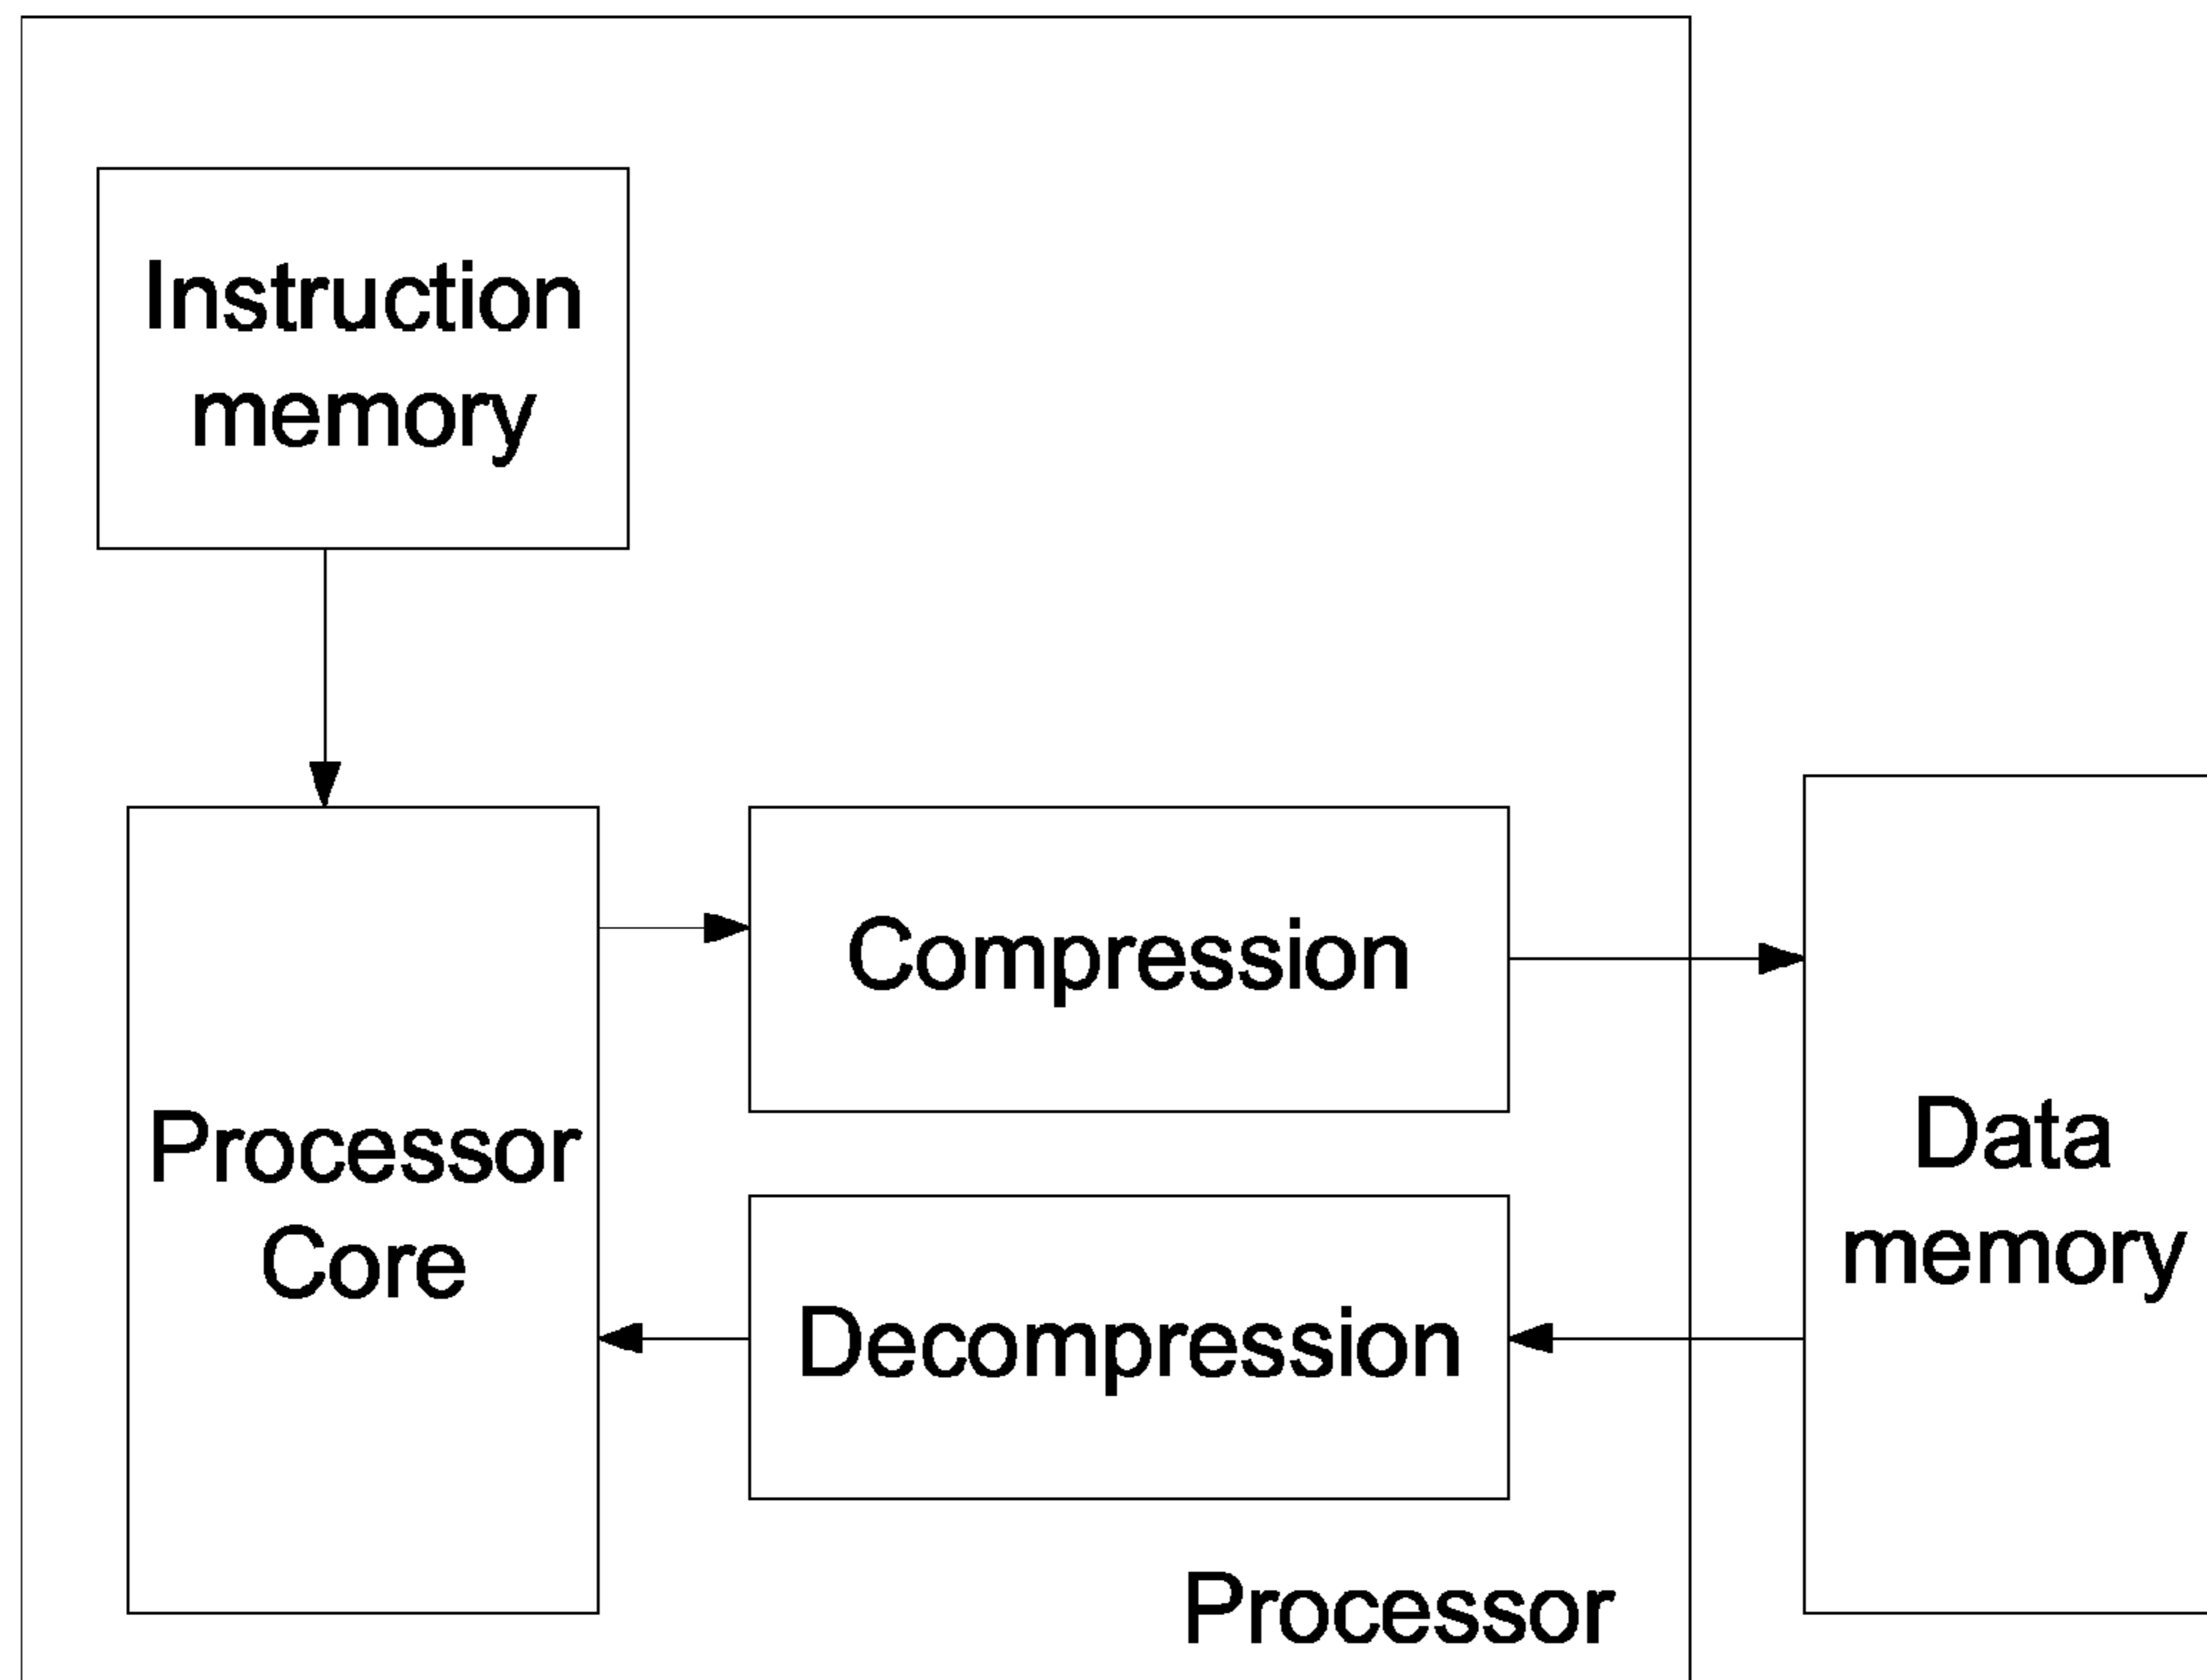 Instruction
memory
Compression
Processor
Core
Data
memory
Decompression
Processor